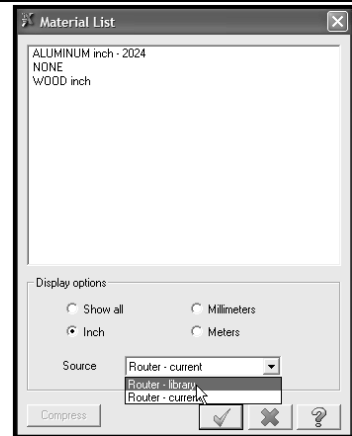 Material List
ALUMINUM inch - 2024
NONE
WOOD inch
Display options
Show all
Millimeters
Inch
Meters
Source
Router - current
Router - library
Router - current
Compress